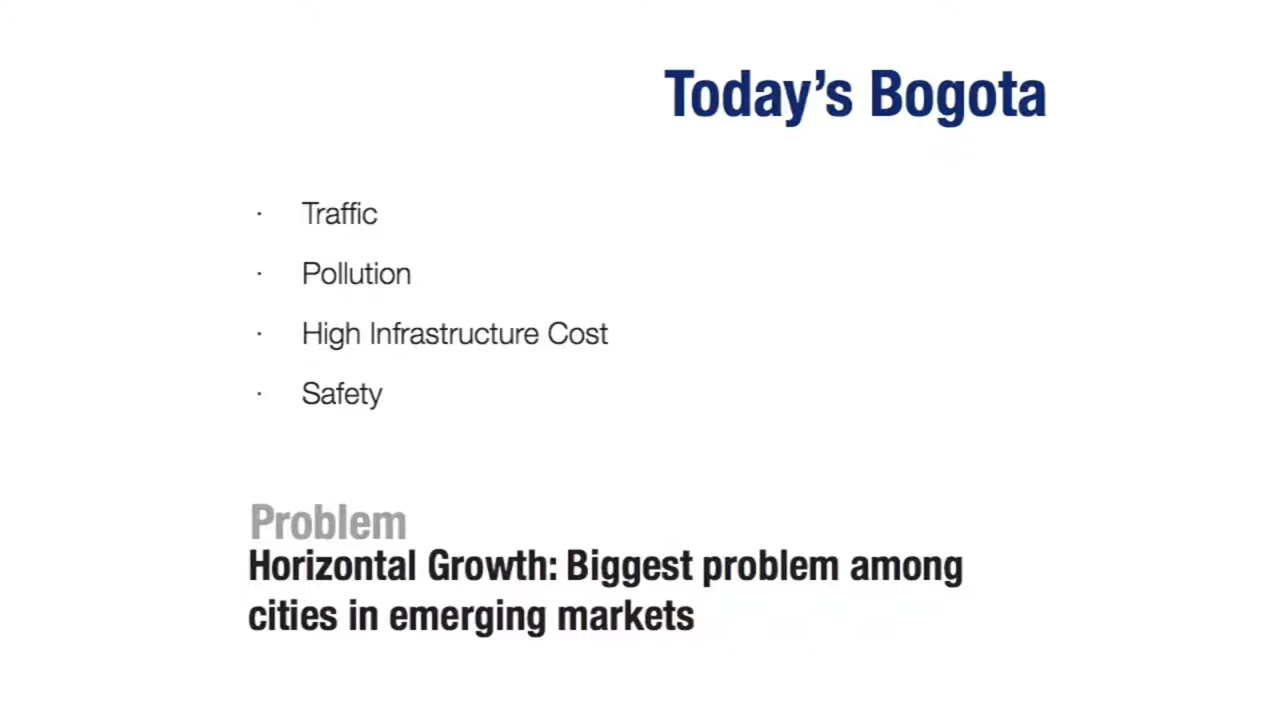 Today’s Bogota
· Traffic
· Pollution
· High Infrastructure Cost
· Safety
Problem
Horizontal Growth: Biggest problem among
cities in emerging markets